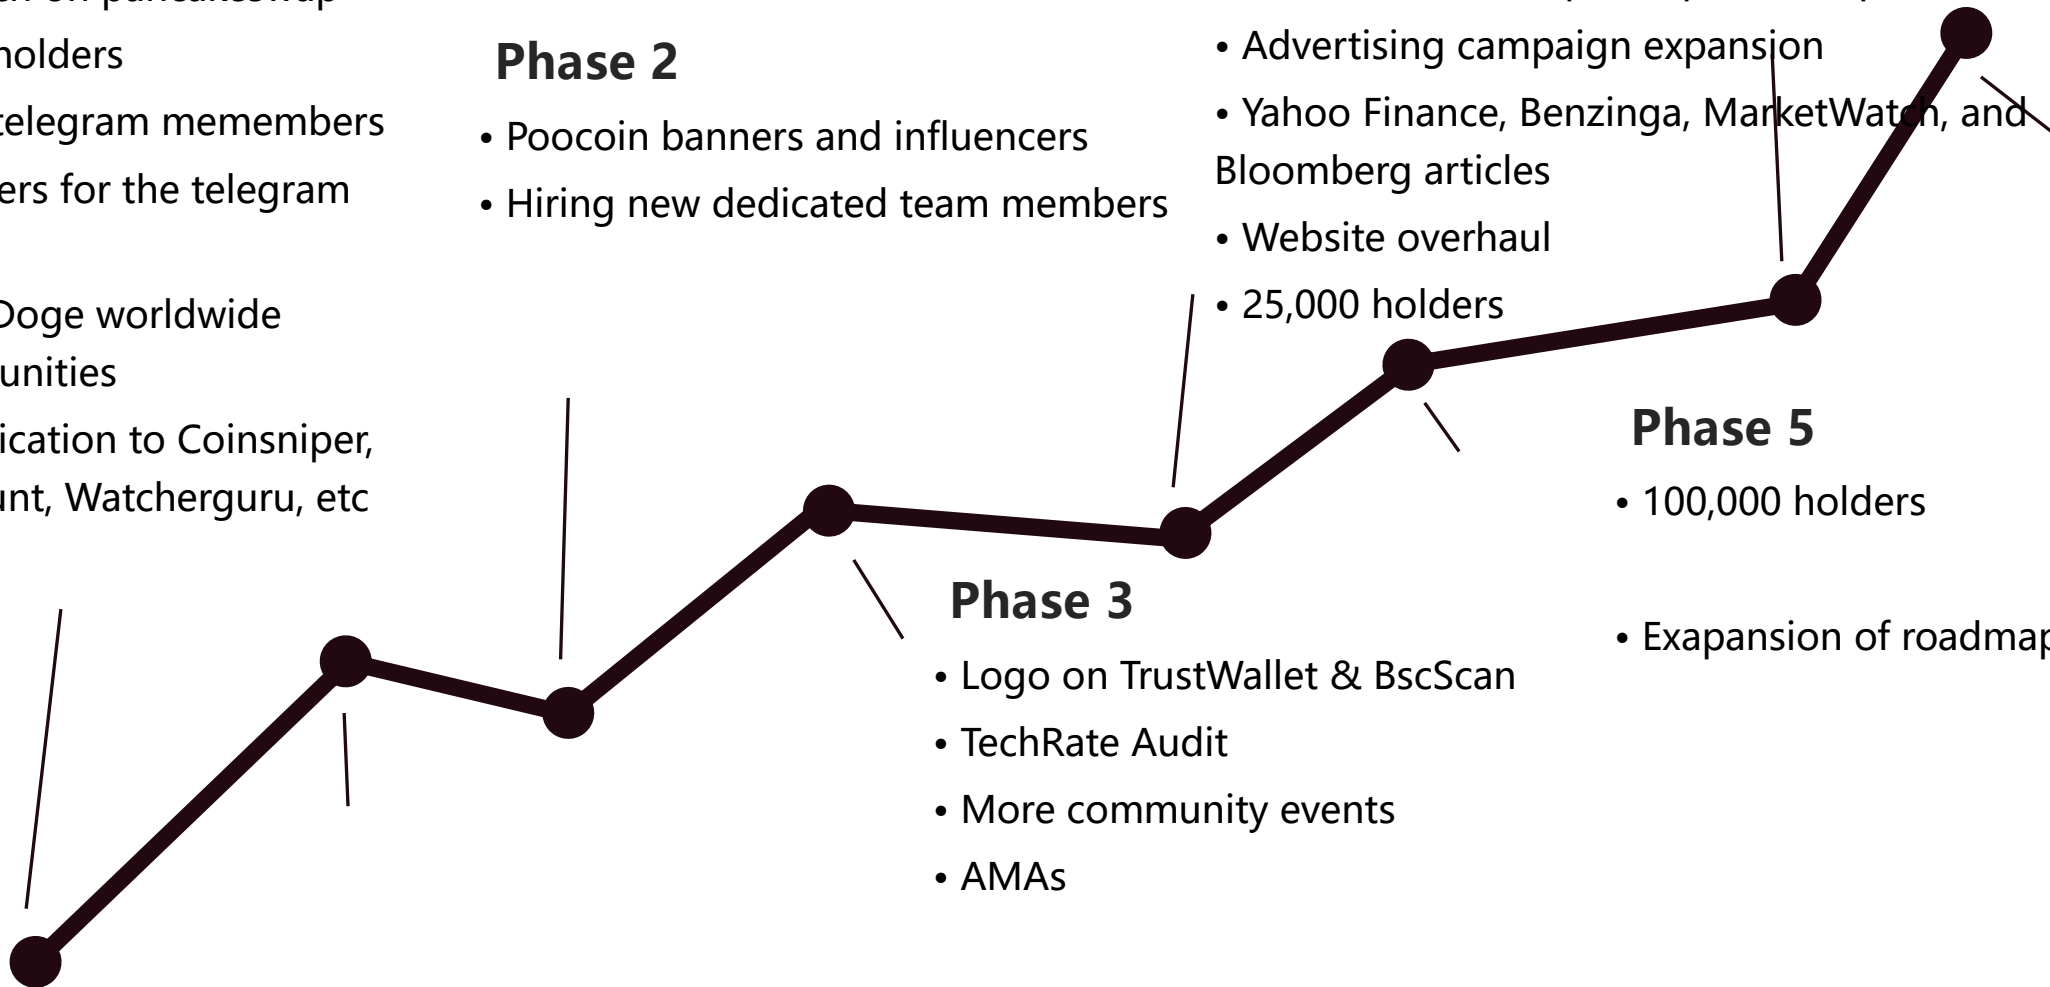 on pancakeswap
holders
telegram memembers
ers for the telegram
Doge worldwide
unities
ication to Coinsniper,
unt, Watcherguru, etc
Phase 2
• Poocoin banners and influencers
• Hiring new dedicated team members
Phase 3
• Logo on TrustWallet & BscScan
• TechRate Audit
• More community events
• AMAs
• Advertising campaign expansion
• Yahoo Finance, Benzinga, MarketWatch, and
Bloomberg articles
• Website overhaul
• 25,000 holders
Phase 5
• 100,000 holders
• Exapansion of roadmap